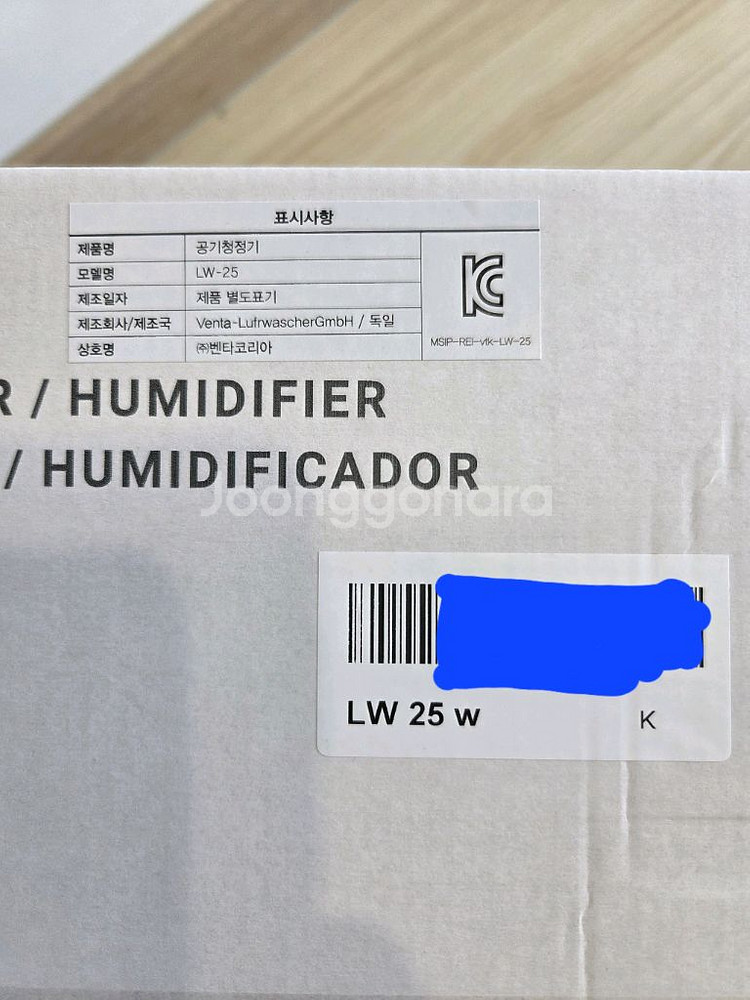 표시사항
제품명 공기청정기
모델명 LW-25
제조일자 제품 별도표기
제조회사/제조국 Venta-LufrwascherGmbH / 독일
상호명 ㈜벤타코리아
KC
MSIP-REI-vtk-LW-25
R / HUMIDIFIER
/ HUMIDIFICADOR
Joonggonara
LW 25 w K